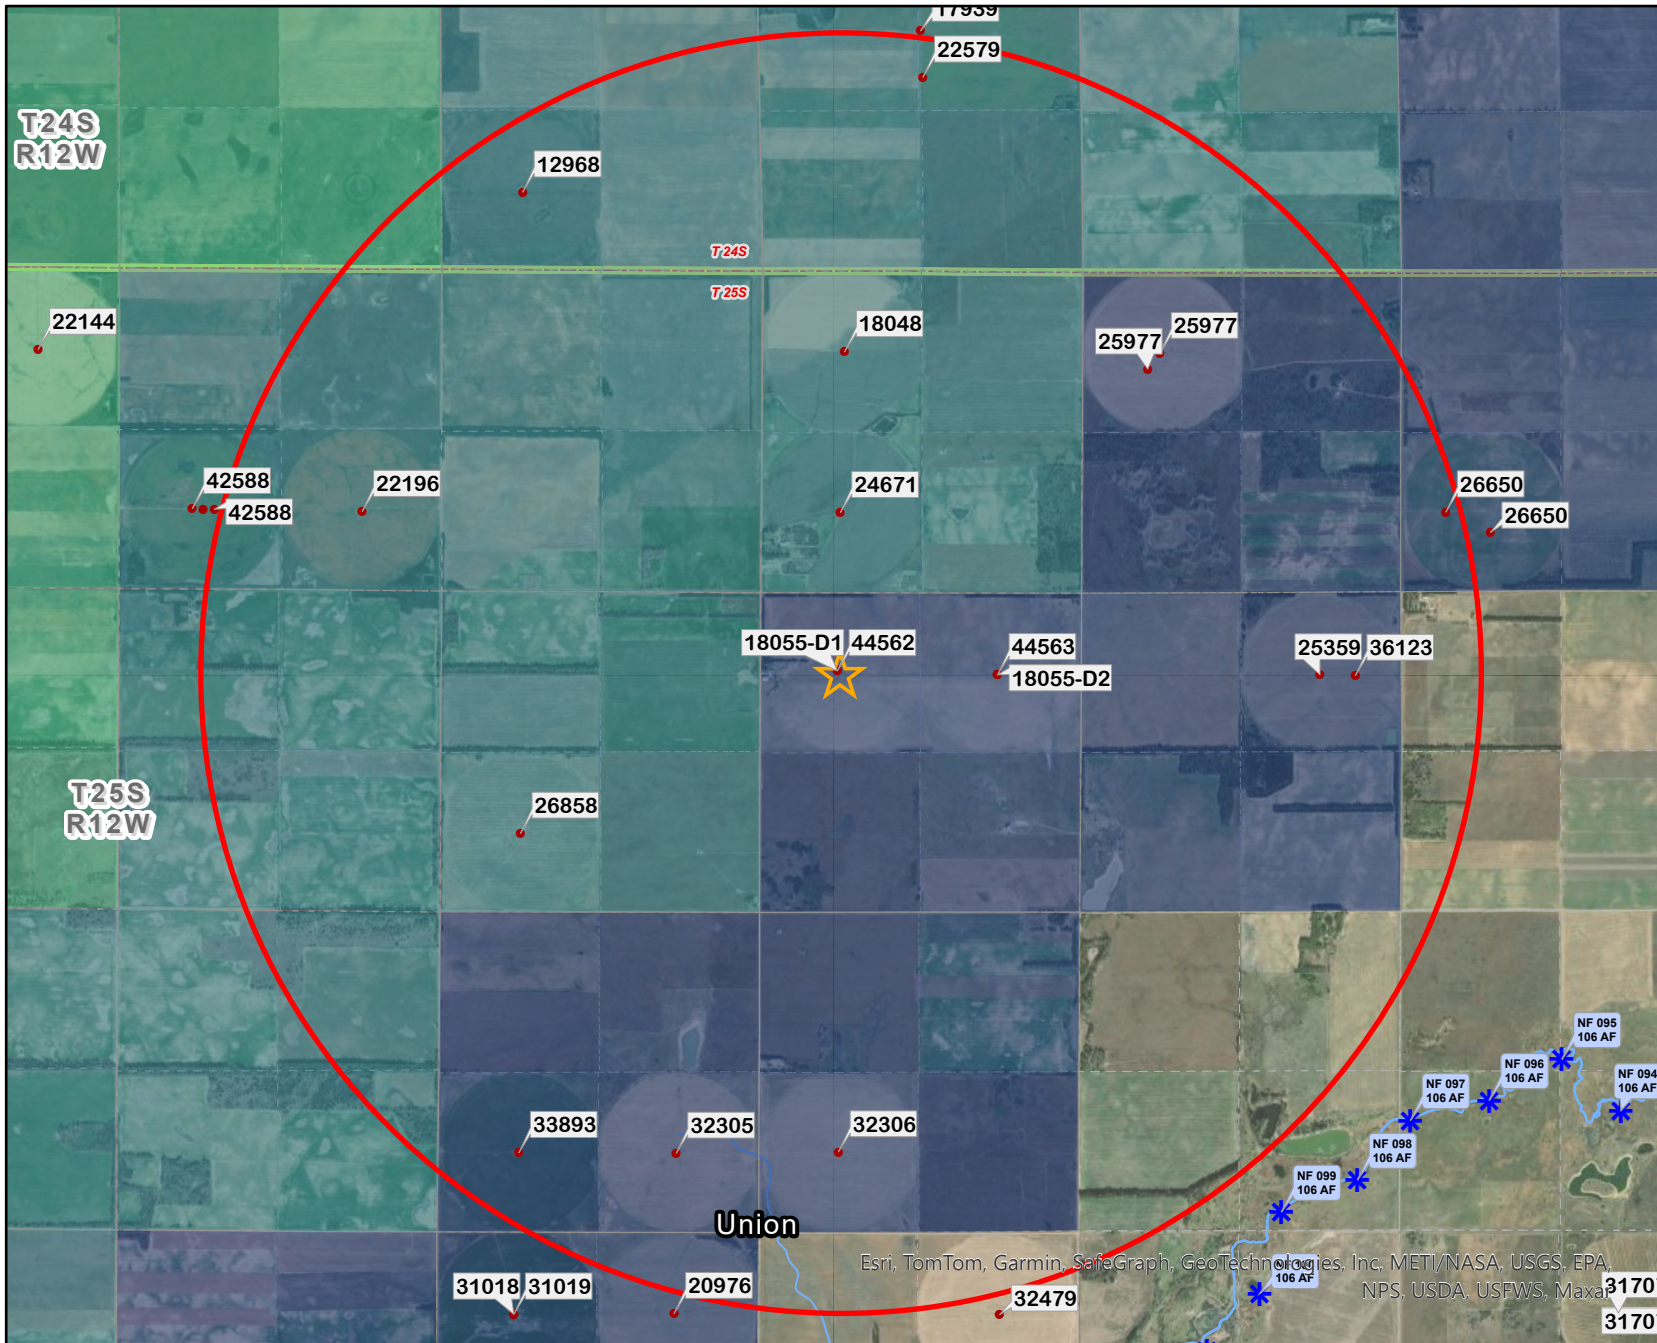 17939
22579
T24S
R12W
12968
T 24S
T 25S
22144
18048
25977
25977
42588
42588
22196
24671
26650
26650
18055-D1
44562
44563
18055-D2
25359
36123
T25S
R12W
26858
NF 095
106 AF
NF 096
106 AF
NF 094
106 AF
NF 097
106 AF
33893
32305
32306
NF 098
106 AF
NF 099
106 AF
Union
Esri, TomTom, Garmin, SafeGraph, GeoTechnologies, Inc, METI/NASA, USGS, EPA,
NPS, USDA, USFWS, Maxar
106 AF
31018
31019
20976
32479
3170
3170